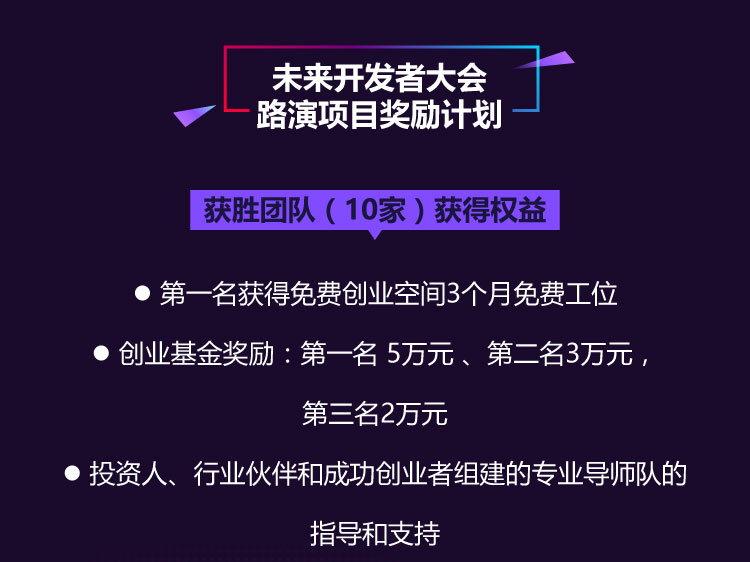 未来开发者大会
路演项目奖励计划
获胜团队（10家）获得权益
● 第一名获得免费创业空间3个月免费工位
● 创业基金奖励：第一名 5万元 、第二名3万元，
第三名2万元
● 投资人、行业伙伴和成功创业者组建的专业导师队的
指导和支持